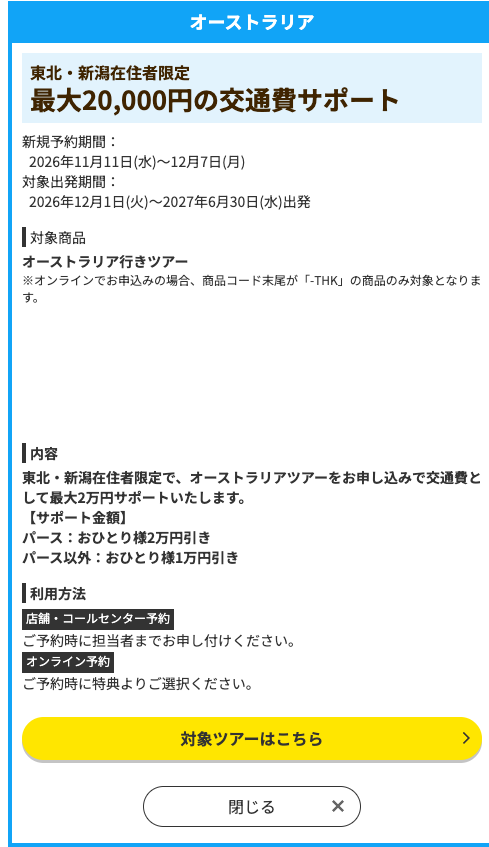 オーストラリア
東北・新潟在住者限定
最大20,000円の交通費サポート
新規予約期間：
2026年11月11日(水)〜12月7日(月)
対象出発期間：
2026年12月1日(火)〜2027年6月30日(水)出発
対象商品
オーストラリア行きツアー
※オンラインでお申込みの場合、商品コード末尾が「-THK」の商品のみ対象となりま
す。
内容
東北・新潟在住者限定で、オーストラリアツアーをお申し込みで交通費と
して最大2万円サポートいたします。
【サポート金額】
パース：おひとり様2万円引き
パース以外：おひとり様1万円引き
利用方法
店舗・コールセンター予約
ご予約時に担当者までお申し付けください。
オンライン予約
ご予約時に特典よりご選択ください。
対象ツアーはこちら
閉じる